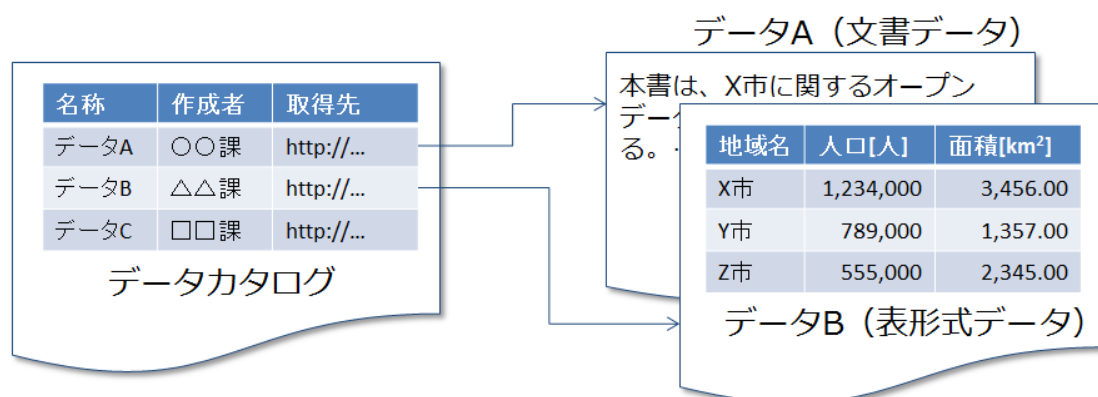 データA（文書データ）
名称 作成者 取得先
データA 〇〇課 http://...
データB △△課 http://...
データC □□課 http://...
データカタログ
本書は、X市に関するオープン
デー
る。
地域名 人口[人] 面積[km²]
X市 1,234,000 3,456.00
Y市 789,000 1,357.00
Z市 555,000 2,345.00
データB（表形式データ）